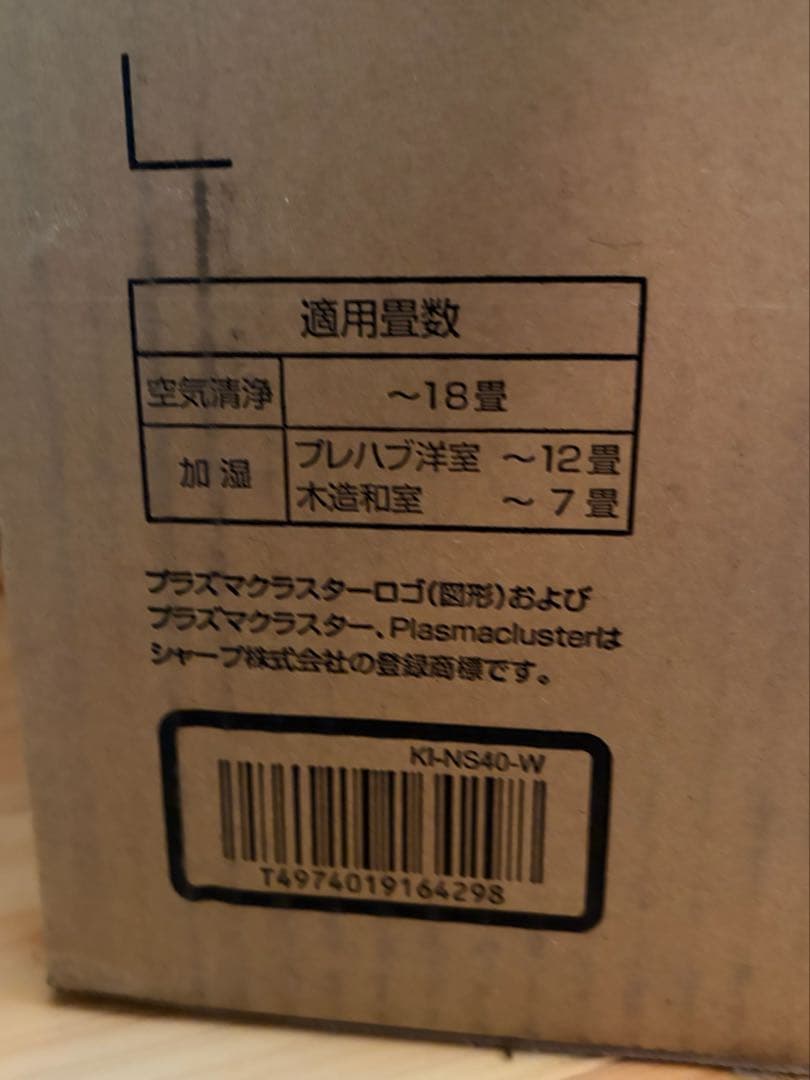 適用畳数
空気清浄 ～18畳
加湿 プレハブ洋室 ～12畳
木造和室 ～7畳
プラズマクラスターロゴ(図形)および
プラズマクラスター、Plasmaclusterは
シャープ株式会社の登録商標です。
KI-NS40-W
T4974019164298